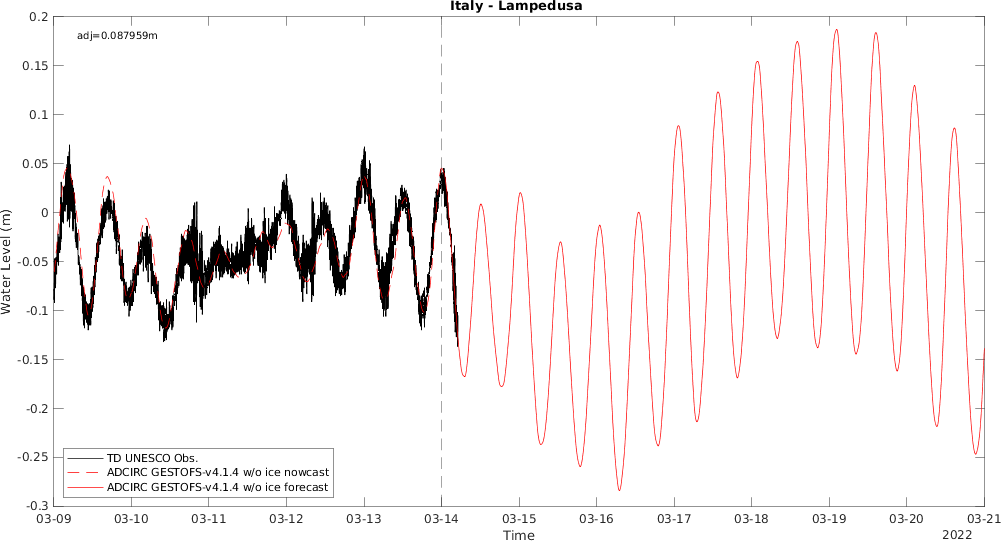 Italy - Lampedusa
adj=0.087959m
0.2
0.15
0.1
0.05
0
-0.05
-0.1
-0.15
-0.2
-0.25
-0.3
Water Level (m)
TD UNESCO Obs.
ADCIRC GESTOFS-v4.1.4 w/o ice nowcast
ADCIRC GESTOFS-v4.1.4 w/o ice forecast
03-09 03-10 03-11 03-12 03-13 03-14 03-15 03-16 03-17 03-18 03-19 03-20 03-21
Time
2022